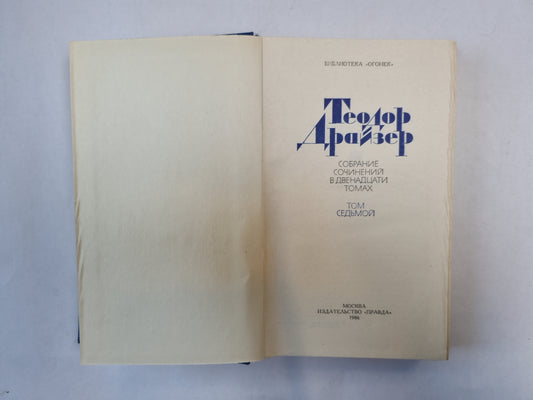 БИБЛИОТЕКА «ОГОНЕК»
Теодор
Драйзер
СОБРАНИЕ
СОЧИНЕНИЙ
В ДВЕНАДЦАТИ
ТОМАХ
ТОМ
СЕДЬМОЙ
МОСКВА
ИЗДАТЕЛЬСТВО «ПРАВДА»
1986